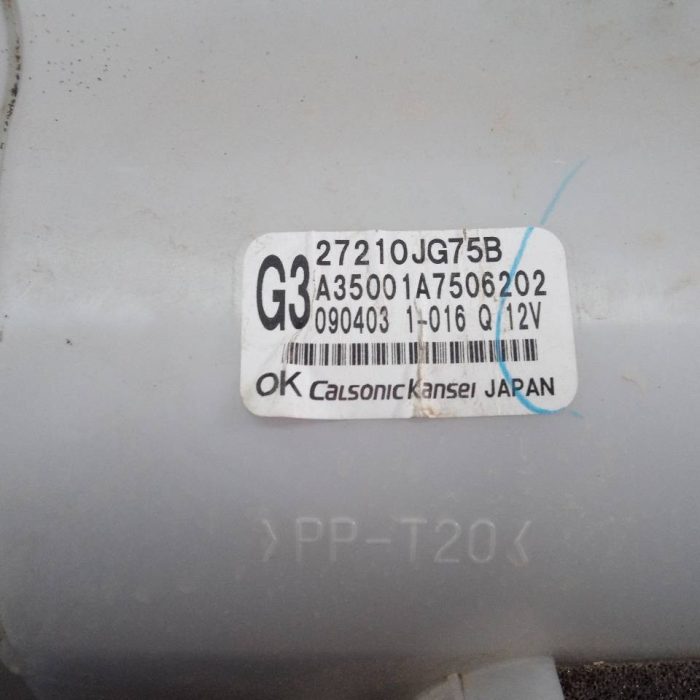 G3 27210JG75B
A35001A7506202
090403 1-016 Q 12V
OK CALSONIC KANSEI JAPAN
>PP-T20<